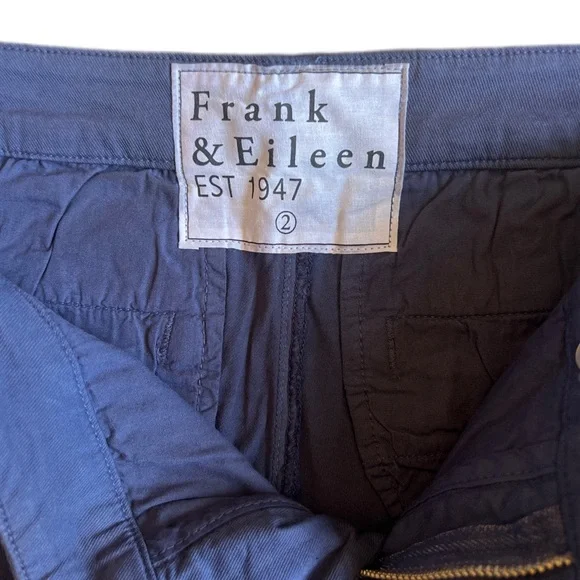 Frank
& Eileen
EST 1947
②